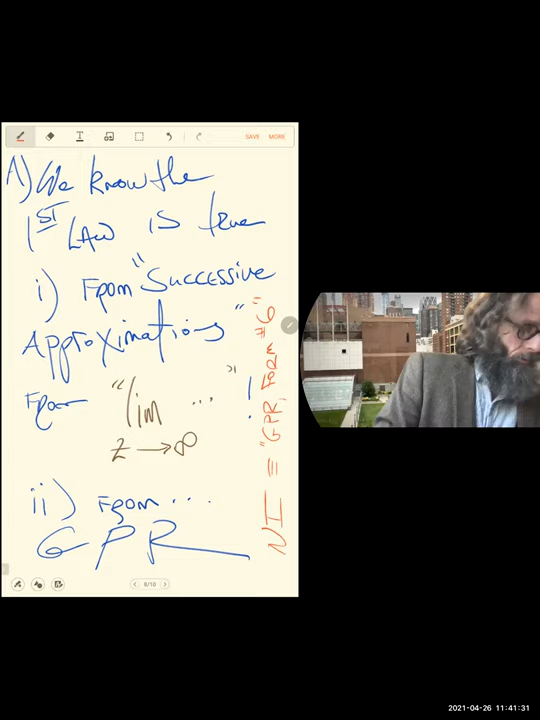 SAVE MORE
A) We know the
1ST LAW is true
i) From "Successive
Approximations"
From "lim ... "!
z → ∞
ii) From ...
GPR
NI ≡ "GPR, Form #6"
8/10
2021-04-26 11:41:31